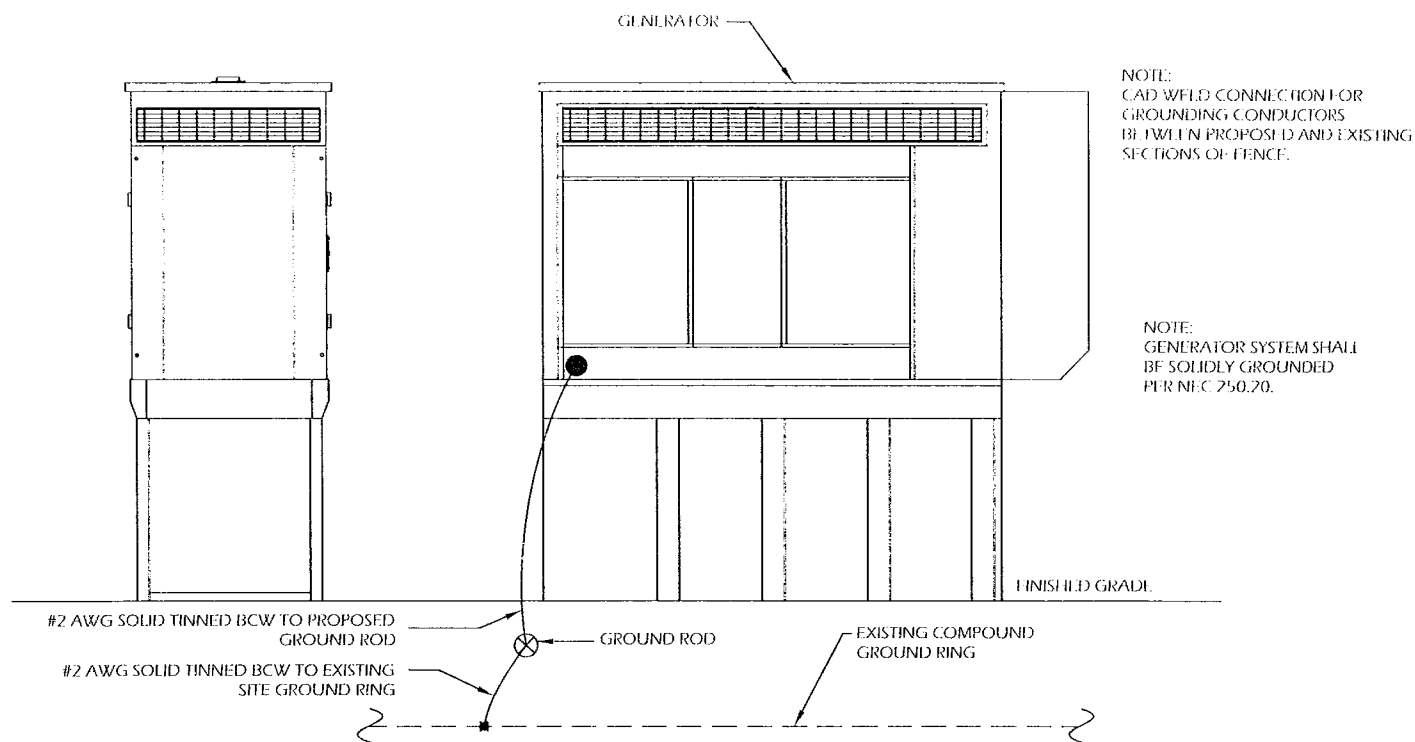 GENERATOR
NOTE:
CAD WELD CONNECTION FOR
GROUNDING CONDUCTORS
BETWEEN PROPOSED AND EXISTING
SECTIONS OF FENCE.
NOTE:
GENERATOR SYSTEM SHALL
BE SOLIDLY GROUNDED
PER NEC 250.20.
FINISHED GRADE
#2 AWG SOLID TINNED BCW TO PROPOSED
GROUND ROD
GROUND ROD
EXISTING COMPOUND
GROUND RING
#2 AWG SOLID TINNED BCW TO EXISTING
SITE GROUND RING